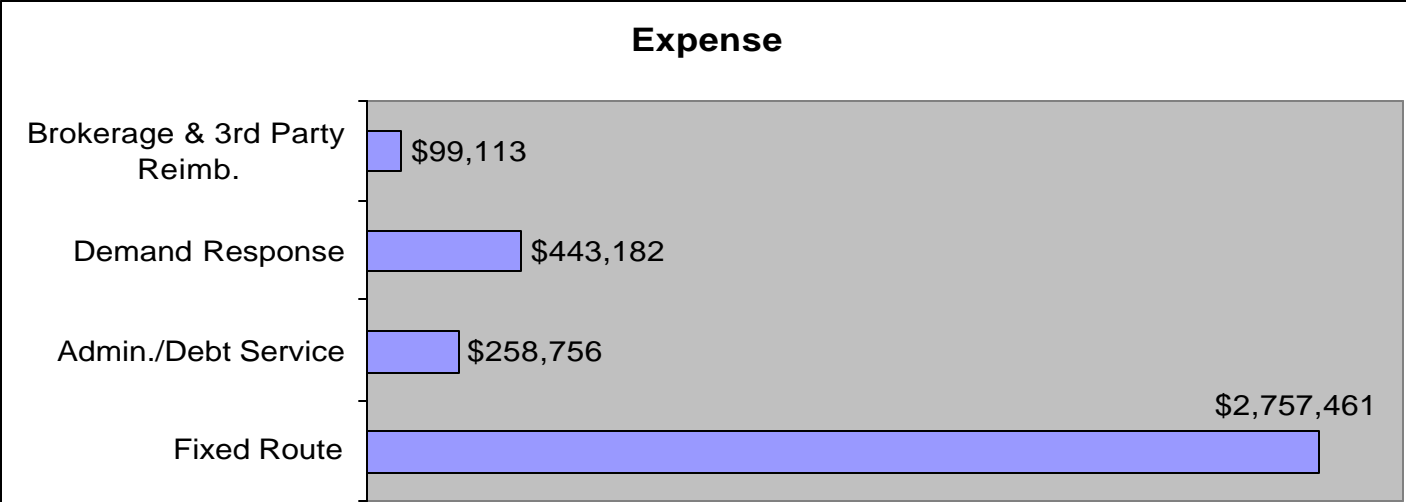 Expense
Brokerage & 3rd Party
Reimb.
$99,113
Demand Response
$443,182
Admin./Debt Service
$258,756
$2,757,461
Fixed Route